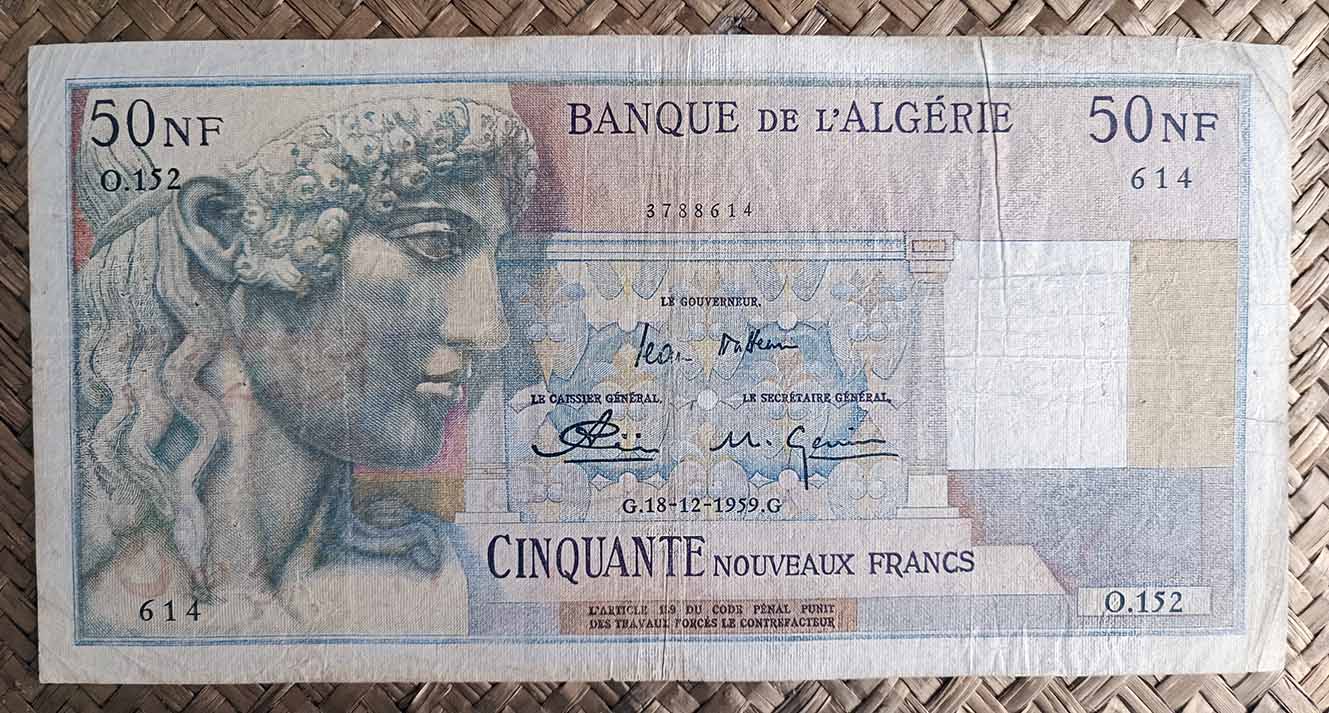 50NF
BANQUE DE L'ALGÉRIE
50NF
O.152
614
3788614
LE GOUVERNEUR,
LE CAISSIER GÉNÉRAL,
LE SECRÉTAIRE GÉNÉRAL,
G.18-12-1959.G
CINQUANTE NOUVEAUX FRANCS
614
O.152
L'ARTICLE 139 DU CODE PÉNAL PUNIT
DES TRAVAUX FORCÉS LE CONTREFACTEUR